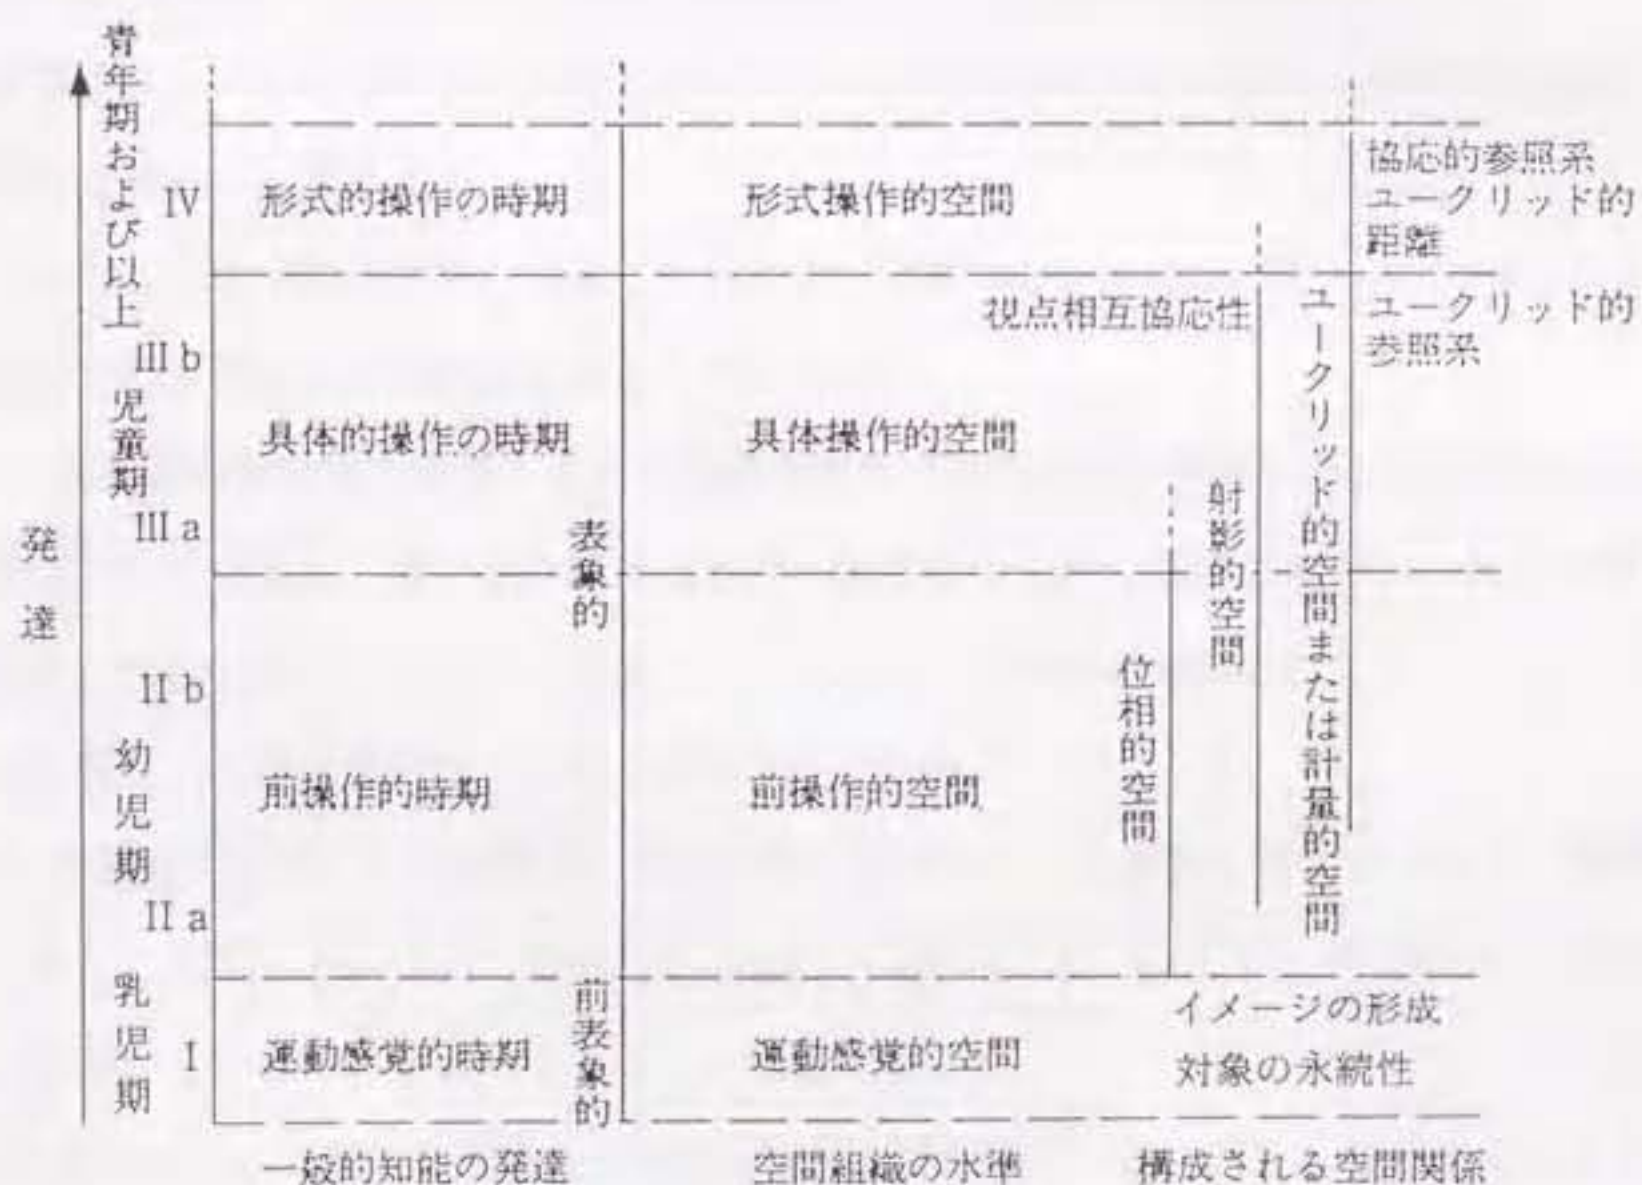 発達
青年期および以上
児童期
幼児期
乳児期
IV
III b
III a
II b
II a
I
形式的操作の時期
具体的操作の時期
前操作的時期
運動感覚的時期
表象的
前表象的
形式操作的空間
具体操作的空間
前操作的空間
運動感覚的空間
視点相互協応性
位相的空間
射影的空間
ユークリッド的空間または計量的空間
協応的参照系
ユークリッド的
距離
ユークリッド的
参照系
イメージの形成
対象の永続性
一般的知能の発達
空間組織の水準
構成される空間関係